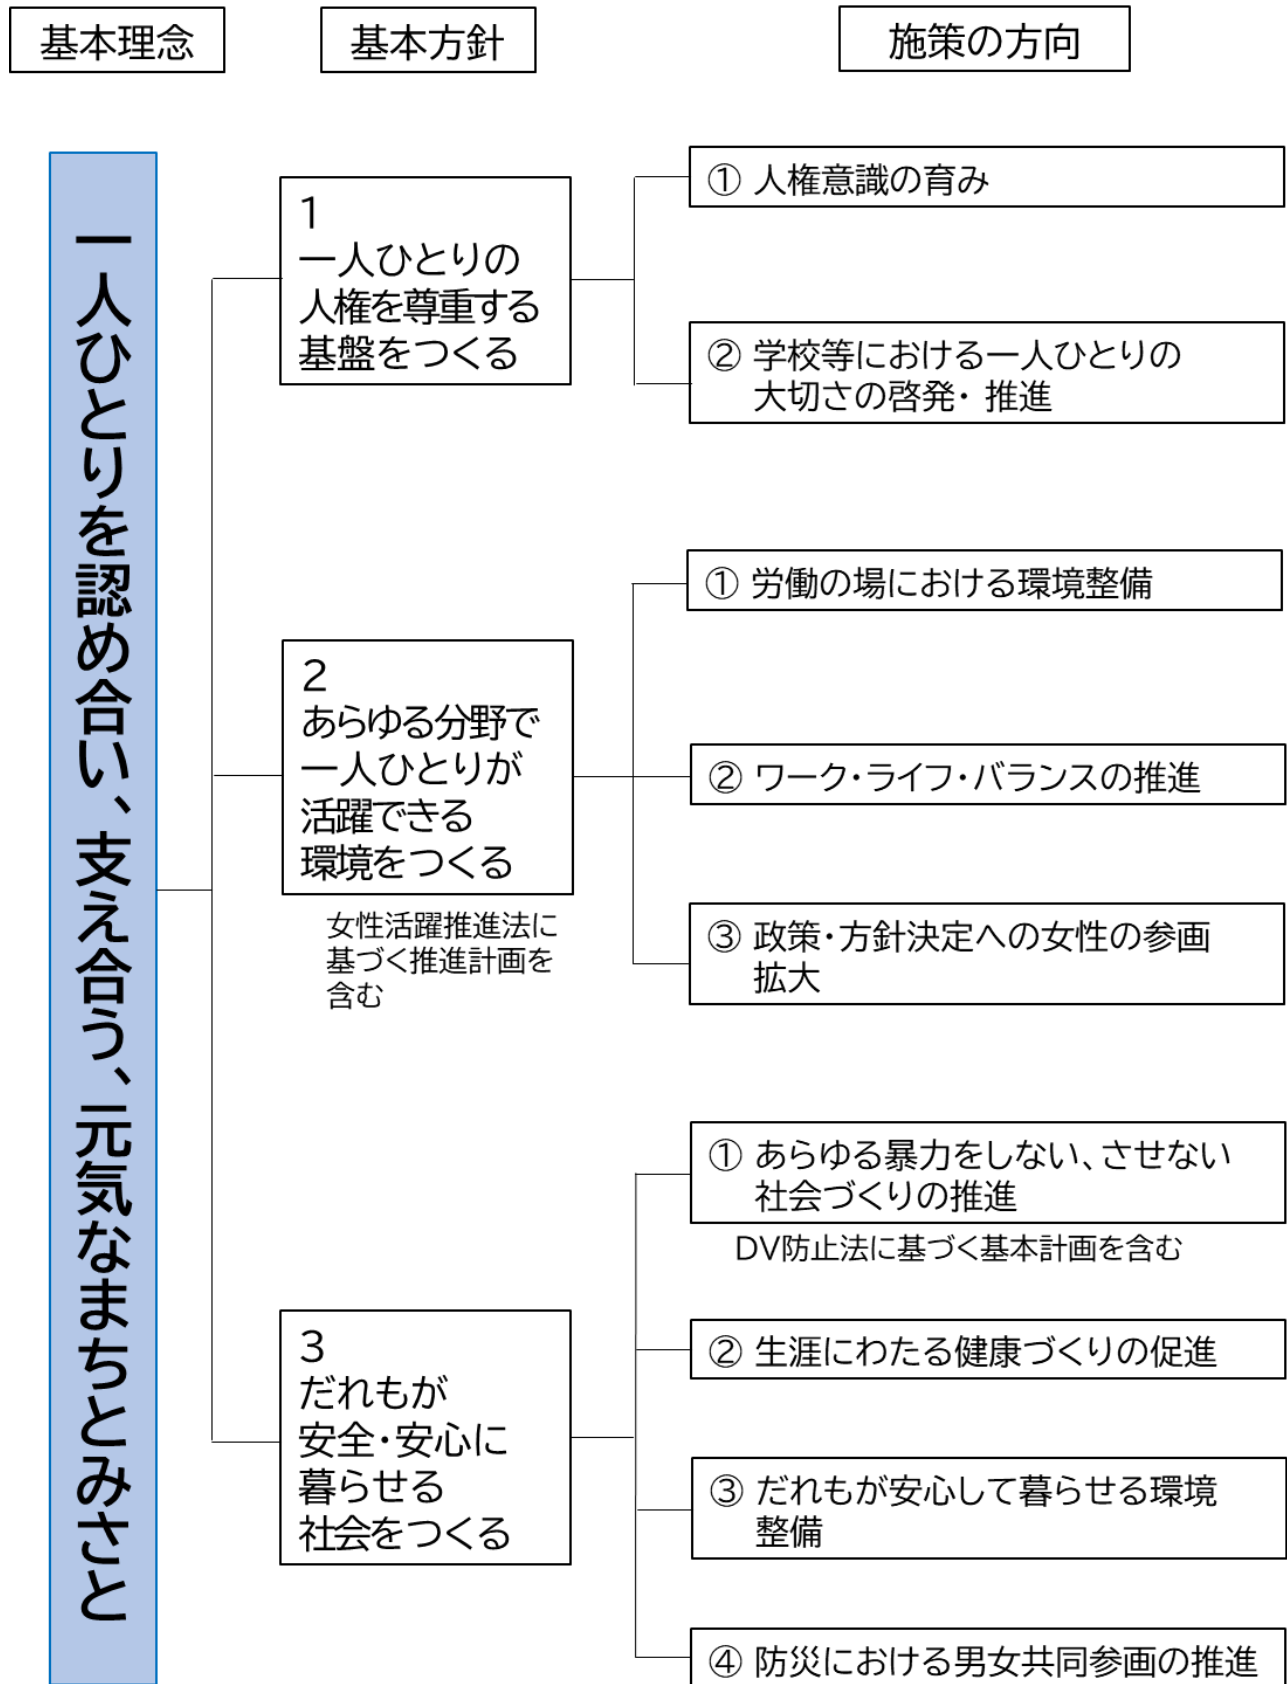 基本理念
基本方針
施策の方向
一人ひとりを認め合い、支え合う、元気なまちとみさと
1
一人ひとりの
人権を尊重する
基盤をつくる
① 人権意識の育み
② 学校等における一人ひとりの
大切さの啓発・ 推進
2
あらゆる分野で
一人ひとりが
活躍できる
環境をつくる
女性活躍推進法に
基づく推進計画を
含む
① 労働の場における環境整備
② ワーク・ライフ・バランスの推進
③ 政策・方針決定への女性の参画
拡大
3
だれもが
安全・安心に
暮らせる
社会をつくる
① あらゆる暴力をしない、させない
社会づくりの推進
DV防止法に基づく基本計画を含む
② 生涯にわたる健康づくりの促進
③ だれもが安心して暮らせる環境
整備
④ 防災における男女共同参画の推進